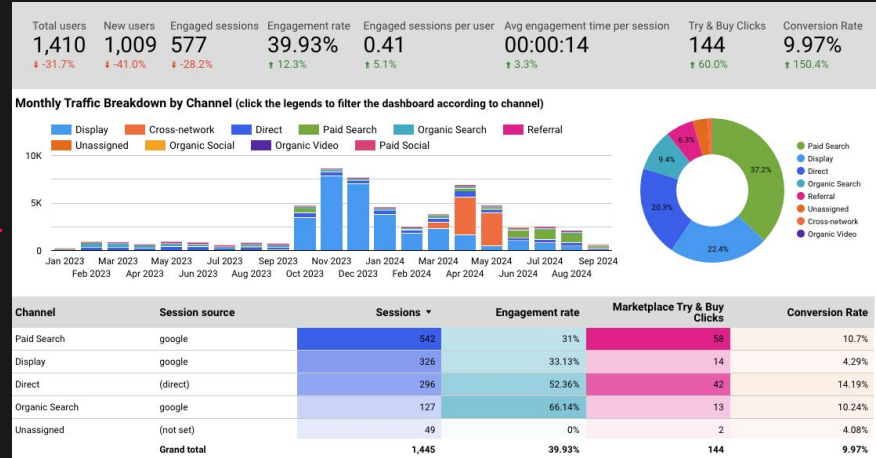 Total users New users Engaged sessions Engagement rate Engaged sessions per user Avg engagement time per session Try & Buy Clicks Conversion Rate
1,410 1,009 577 39.93% 0.41 00:00:14 144 9.97%
-31.7% -41.0% -28.2% 12.3% 5.1% 3.3% 60.0% 150.4%
Monthly Traffic Breakdown by Channel (click the legends to filter the dashboard according to channel)
Display Cross-network Direct Paid Search Organic Search Referral
Unassigned Organic Social Organic Video Paid Social
10K
5K
0
Jan 2023 Mar 2023 May 2023 Jul 2023 Sep 2023 Nov 2023 Jan 2024 Mar 2024 May 2024 Jul 2024 Sep 2024
Feb 2023 Apr 2023 Jun 2023 Aug 2023 Oct 2023 Dec 2023 Feb 2024 Apr 2024 Jun 2024 Aug 2024
37.2%
22.4%
20.3%
9.4%
6.3%
Paid Search
Display
Direct
Organic Search
Referral
Unassigned
Cross-network
Organic Video
Channel Session source Sessions Engagement rate Marketplace Try & Buy Clicks Conversion Rate
Paid Search google 542 31% 58 10.7%
Display google 326 33.13% 14 4.29%
Direct (direct) 296 52.36% 42 14.19%
Organic Search google 127 66.14% 13 10.24%
Unassigned (not set) 49 0% 2 4.08%
Grand total 1,445 39.93% 144 9.97%